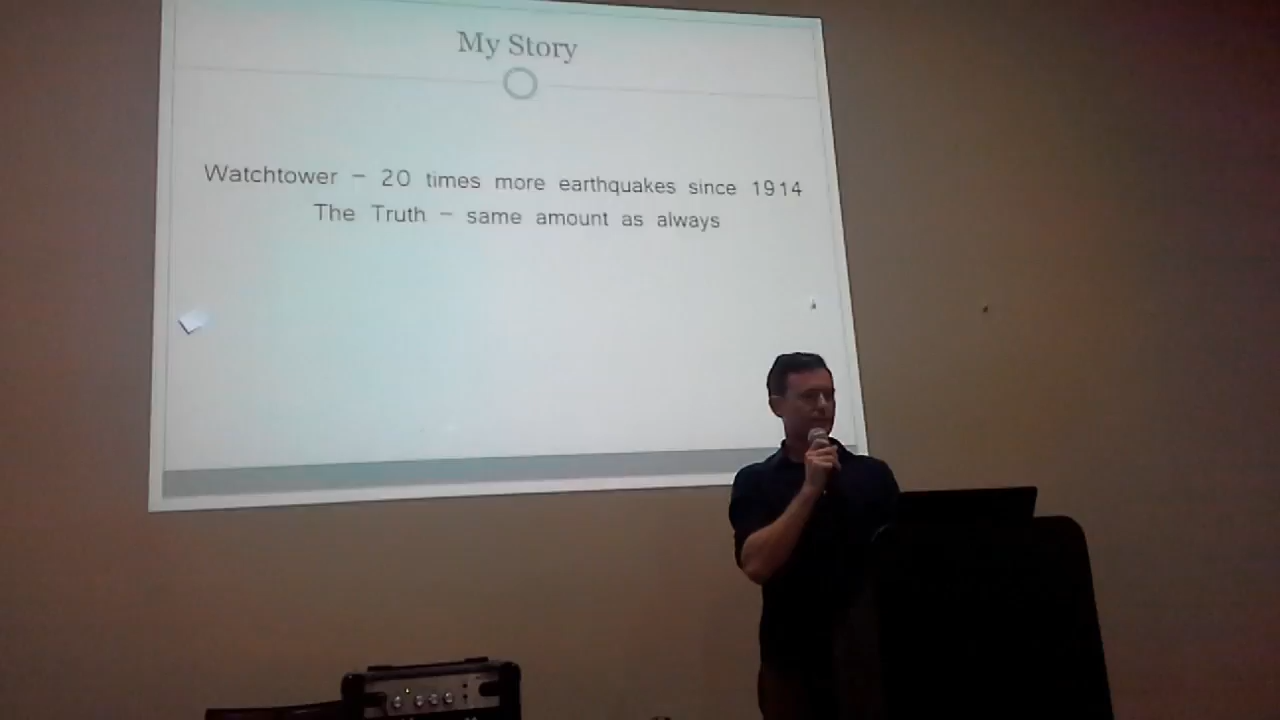 My Story
Watchtower – 20 times more earthquakes since 1914
The Truth – same amount as always